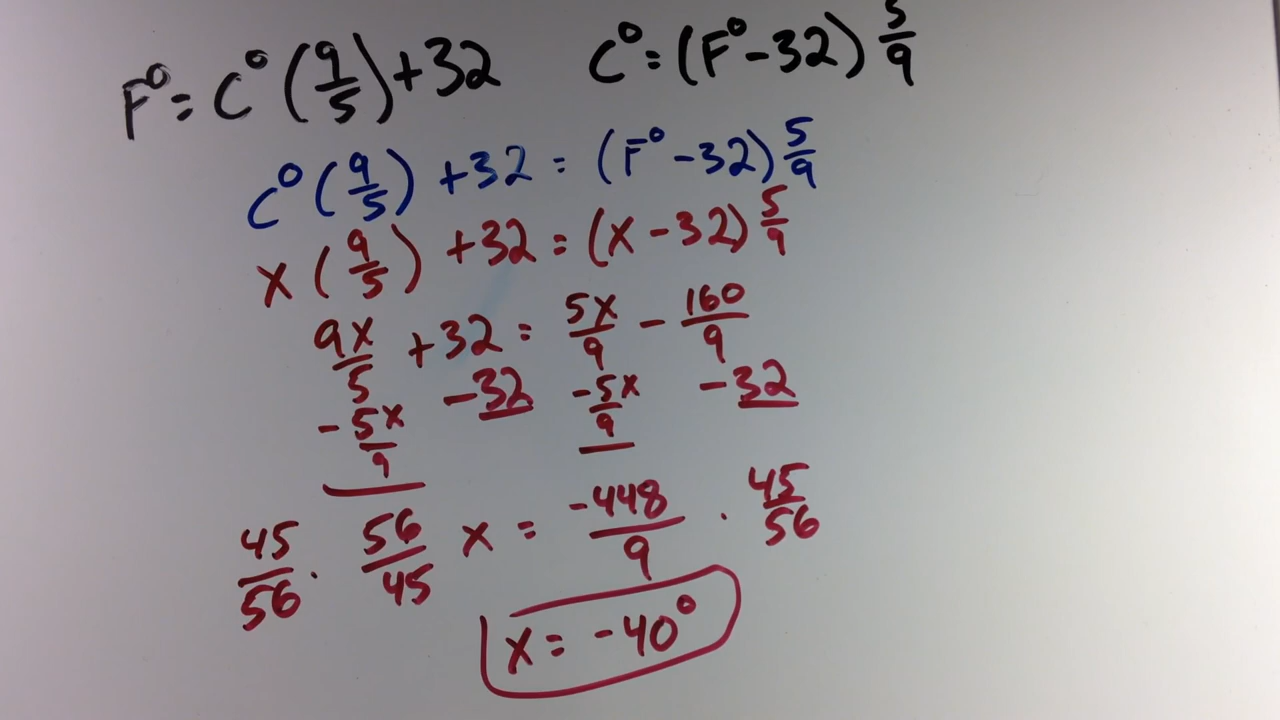 F° = C° (9/5) + 32    C° = (F° - 32) 5/9
C° (9/5) + 32 = (F° - 32) 5/9
x (9/5) + 32 = (x - 32) 5/9
9x/5 + 32 = 5x/9 - 160/9
- 5x/9  - 32  - 5x/9  - 32
45/56 · 56/45 x = -448/9 · 45/56
x = -40°